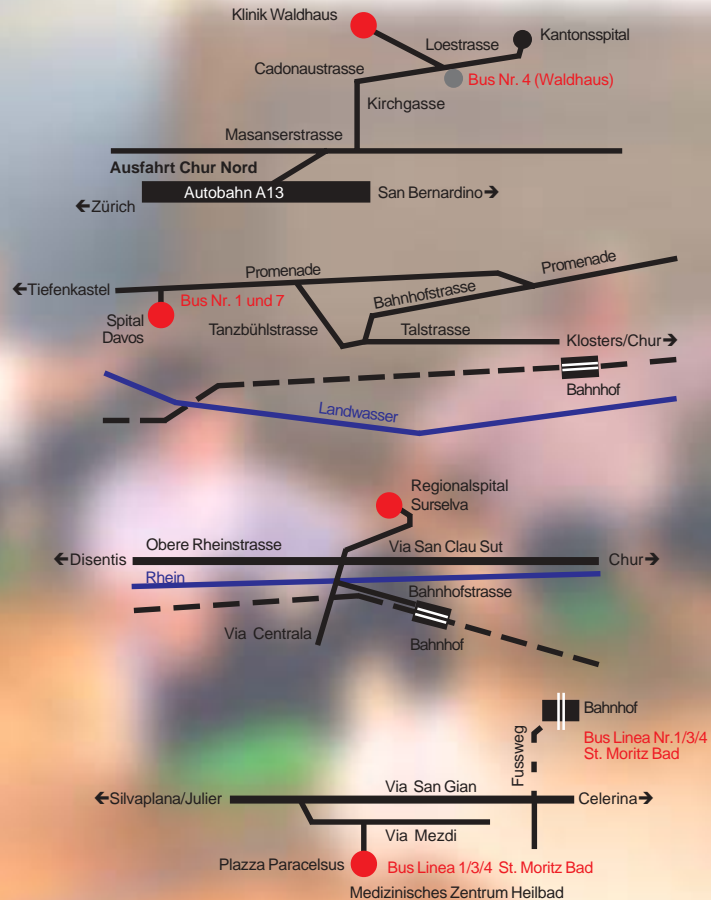 Klinik Waldhaus
Loestrasse
Kantonsspital
Cadonaustrasse
Bus Nr. 4 (Waldhaus)
Kirchgasse
Masanserstrasse
Ausfahrt Chur Nord
Autobahn A13
San Bernardino→
←Zürich
Promenade
Promenade
←Tiefenkastel
Bus Nr. 1 und 7
Bahnhofstrasse
Spital
Davos
Tanzbühlstrasse
Talstrasse
Klosters/Chur→
Bahnhof
Landwasser
Regionalspital
Surselva
Obere Rheinstrasse
Via San Clau Sut
←Disentis
Chur→
Rhein
Bahnhofstrasse
Via Centrala
Bahnhof
Bahnhof
Bus Linea Nr.1/3/4
St. Moritz Bad
Fussweg
Via San Gian
←Silvaplana/Julier
Celerina→
Via Mezdi
Plazza Paracelsus
Bus Linea 1/3/4 St. Moritz Bad
Medizinisches Zentrum Heilbad